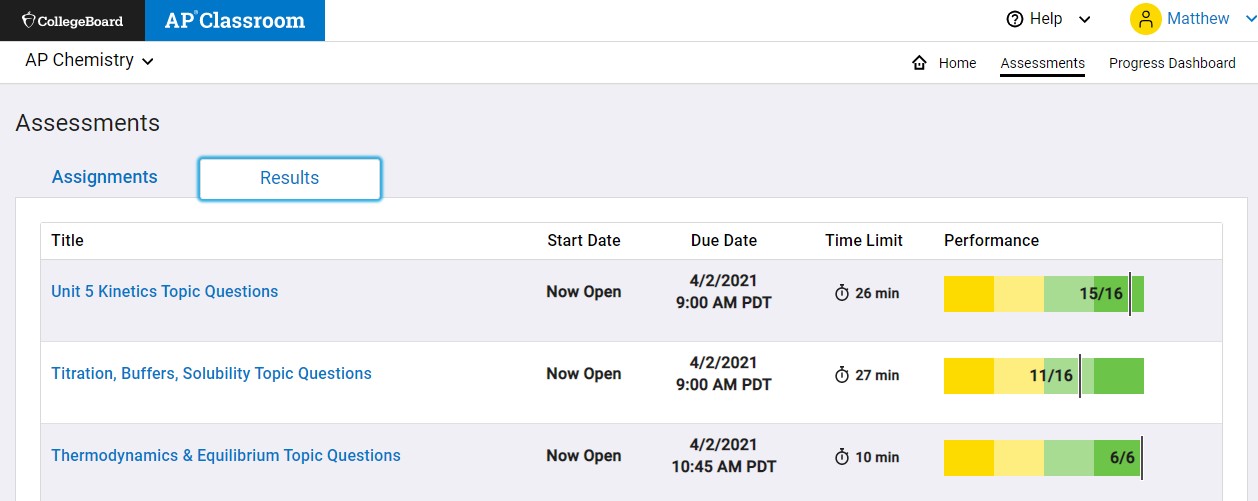 CollegeBoard AP® Classroom Help Matthew
AP Chemistry Home Assessments Progress Dashboard
Assessments
Assignments Results
Title Start Date Due Date Time Limit Performance
Unit 5 Kinetics Topic Questions Now Open 4/2/2021 9:00 AM PDT 26 min 15/16
Titration, Buffers, Solubility Topic Questions Now Open 4/2/2021 9:00 AM PDT 27 min 11/16
Thermodynamics & Equilibrium Topic Questions Now Open 4/2/2021 10:45 AM PDT 10 min 6/6